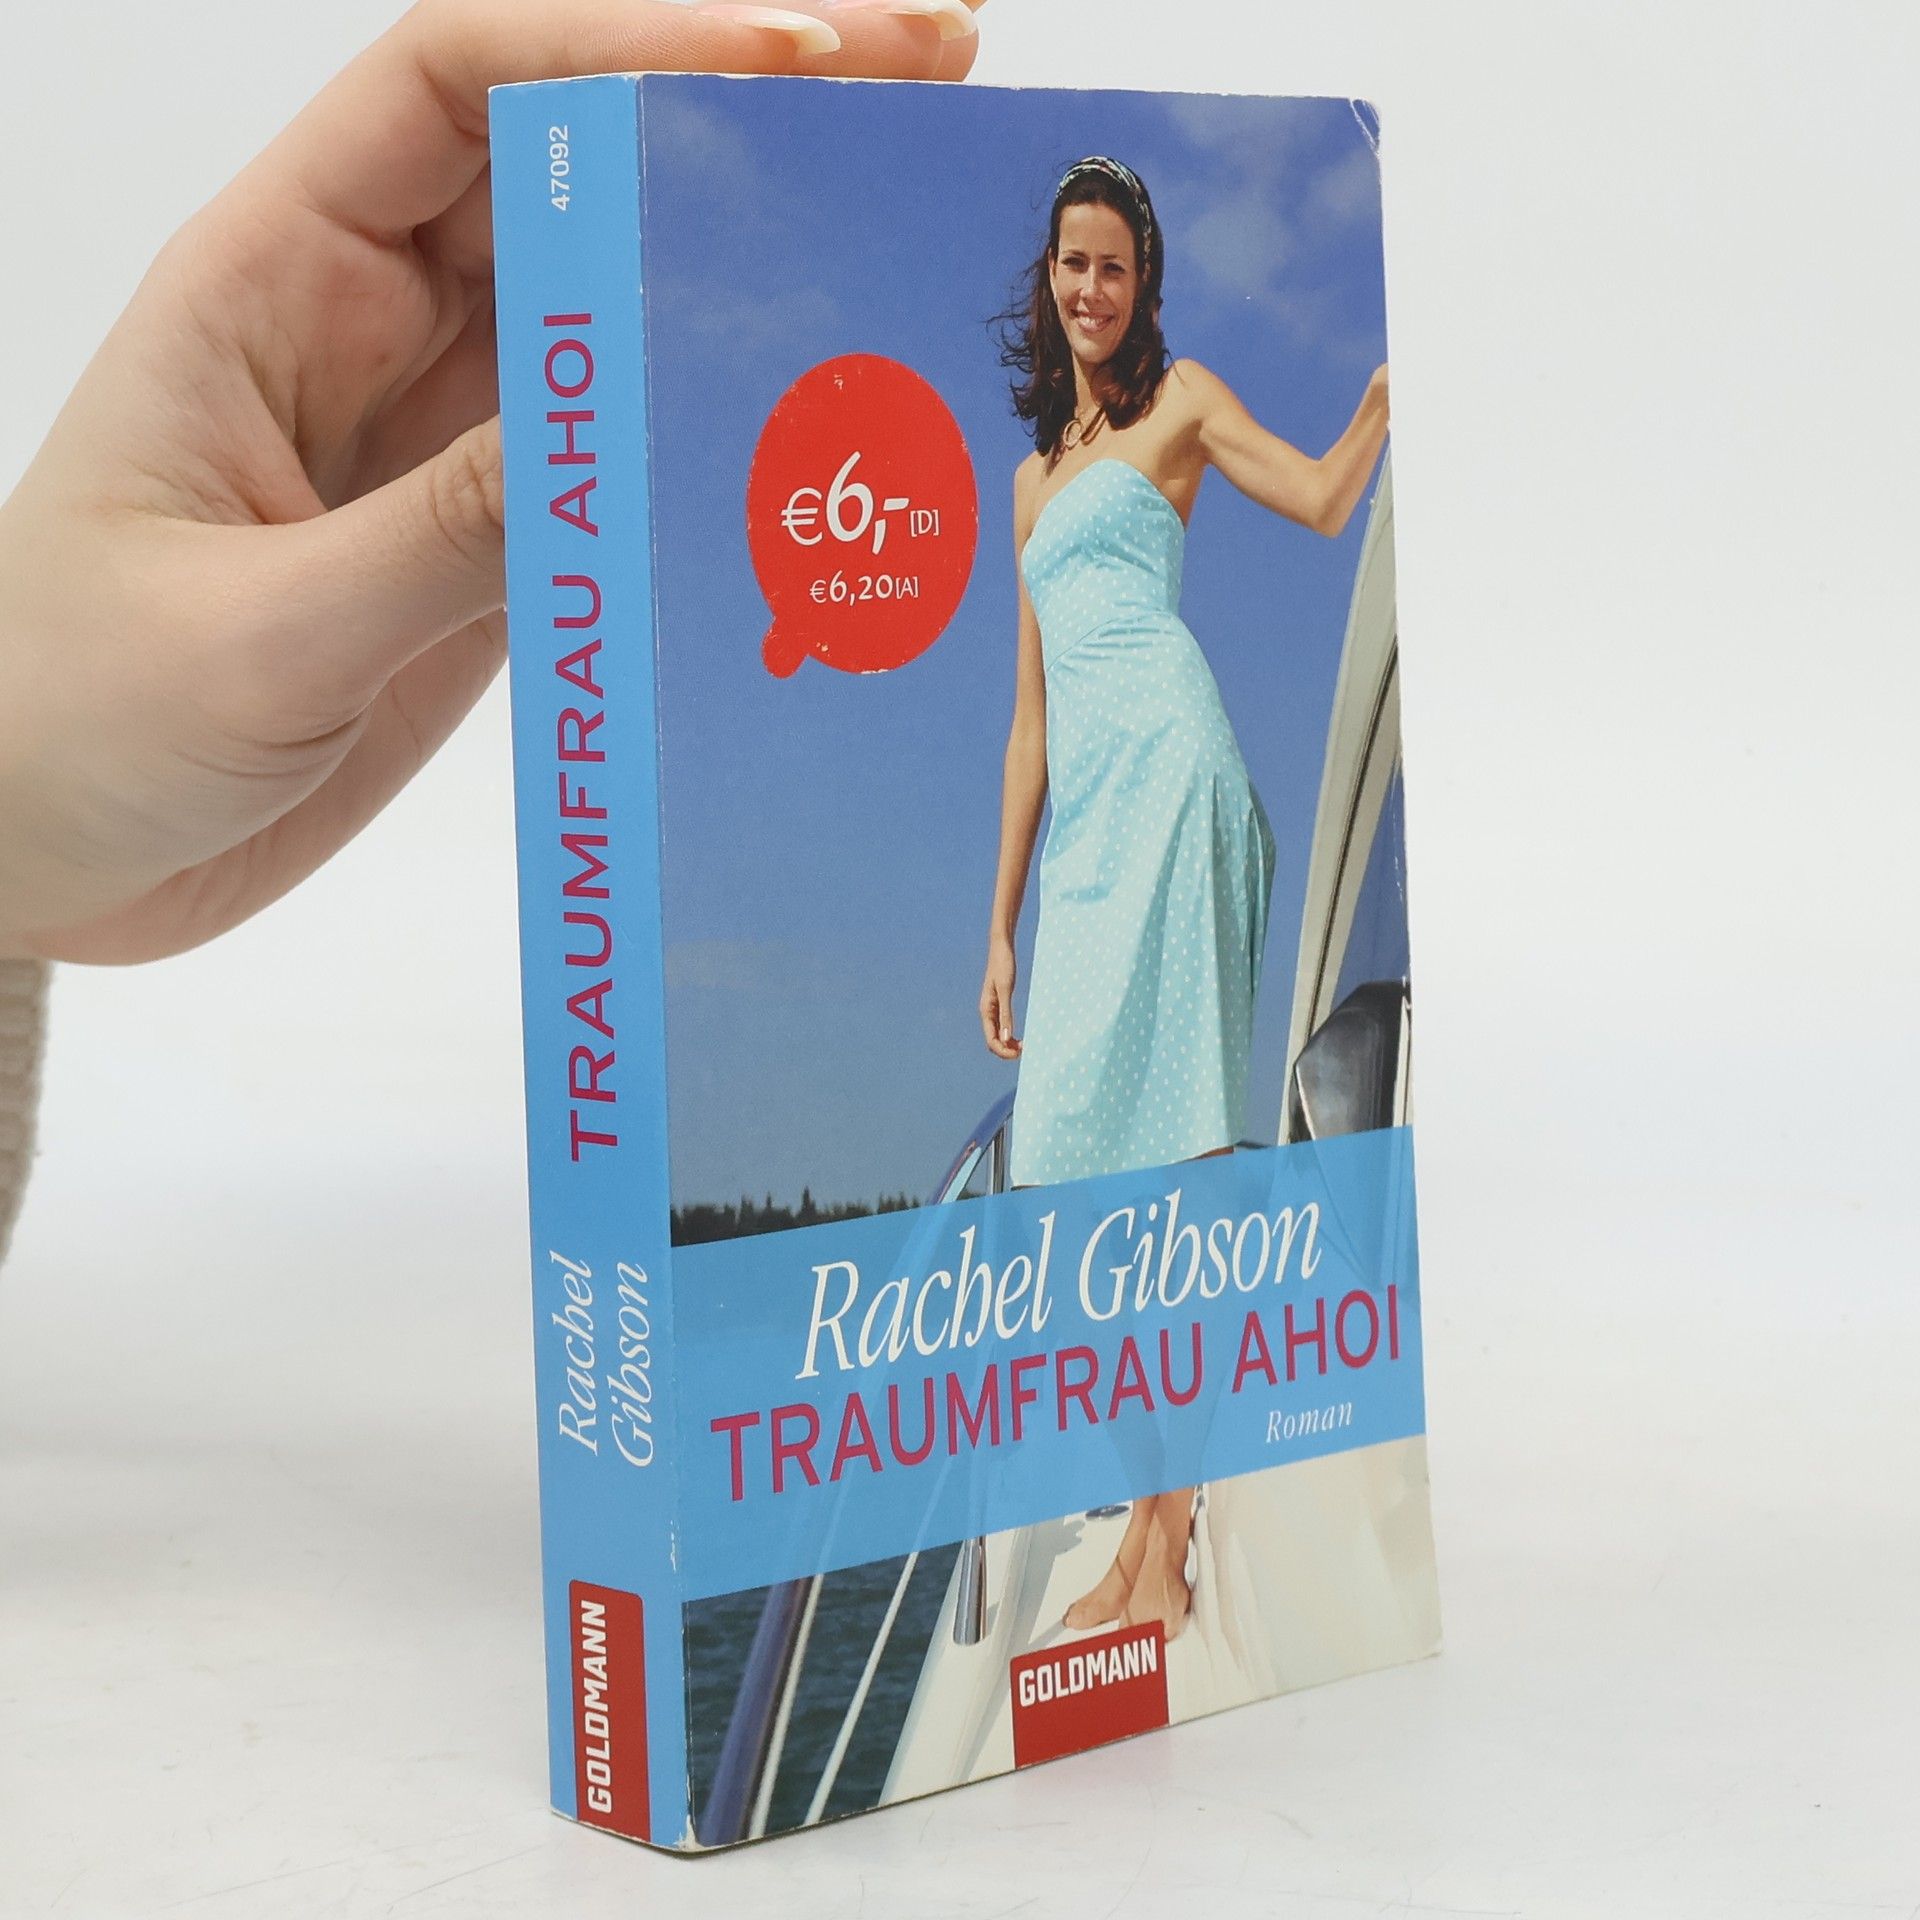 47092
TRAUMFRAU AHOI
Rachel
Gibson
GOLDMANN
€6,-[D]
€6,20[A]
Rachel Gibson
TRAUMFRAU AHOI
Roman
GOLDMANN